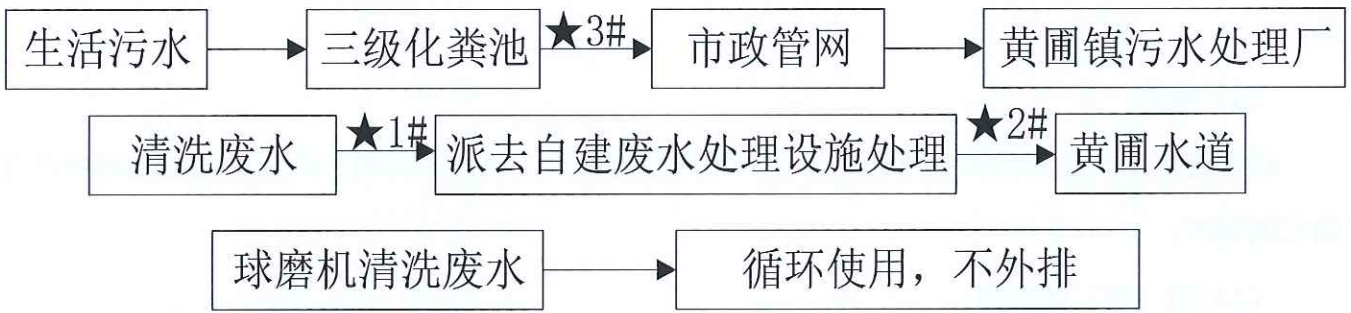 生活污水 三级化粪池 ★3# 市政管网 黄圃镇污水处理厂
清洗废水 ★1# 派去自建废水处理设施处理 ★2# 黄圃水道
球磨机清洗废水 循环使用，不外排